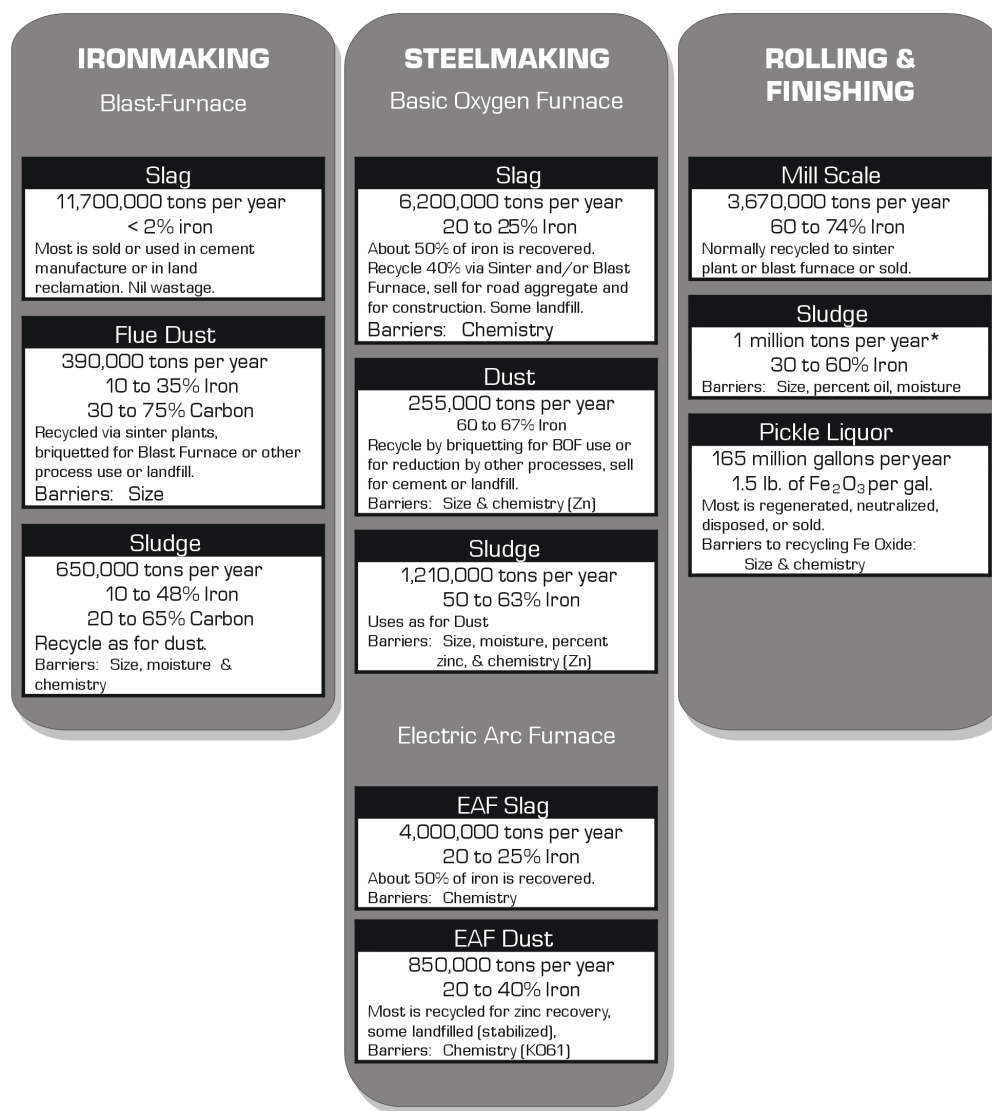 IRONMAKING
Blast-Furnace
Slag
11,700,000 tons per year
< 2% iron
Most is sold or used in cement
manufacture or in land
reclamation. Nil wastage.
Flue Dust
390,000 tons per year
10 to 35% Iron
30 to 75% Carbon
Recycled via sinter plants,
briquetted for Blast Furnace or other
process use or landfill.
Barriers: Size
Sludge
650,000 tons per year
10 to 48% Iron
20 to 65% Carbon
Recycle as for dust.
Barriers: Size, moisture &
chemistry
STEELMAKING
Basic Oxygen Furnace
Slag
6,200,000 tons per year
20 to 25% Iron
About 50% of iron is recovered.
Recycle 40% via Sinter and/or Blast
Furnace, sell for road aggregate and
for construction. Some landfill.
Barriers: Chemistry
Dust
255,000 tons per year
60 to 67% Iron
Recycle by briquetting for BOF use or
for reduction by other processes, sell
for cement or landfill.
Barriers: Size & chemistry (Zn)
Sludge
1,210,000 tons per year
50 to 63% Iron
Uses as for Dust
Barriers: Size, moisture, percent
zinc, & chemistry (Zn)
Electric Arc Furnace
EAF Slag
4,000,000 tons per year
20 to 25% Iron
About 50% of iron is recovered.
Barriers: Chemistry
EAF Dust
850,000 tons per year
20 to 40% Iron
Most is recycled for zinc recovery,
some landfilled (stabilized),
Barriers: Chemistry (K061)
ROLLING &
FINISHING
Mill Scale
3,670,000 tons per year
60 to 74% Iron
Normally recycled to sinter
plant or blast furnace or sold.
Sludge
1 million tons per year*
30 to 60% Iron
Barriers: Size, percent oil, moisture
Pickle Liquor
165 million gallons peryear
1.5 lb. of Fe₂O₃ per gal.
Most is regenerated, neutralized,
disposed, or sold.
Barriers to recycling Fe Oxide:
Size & chemistry